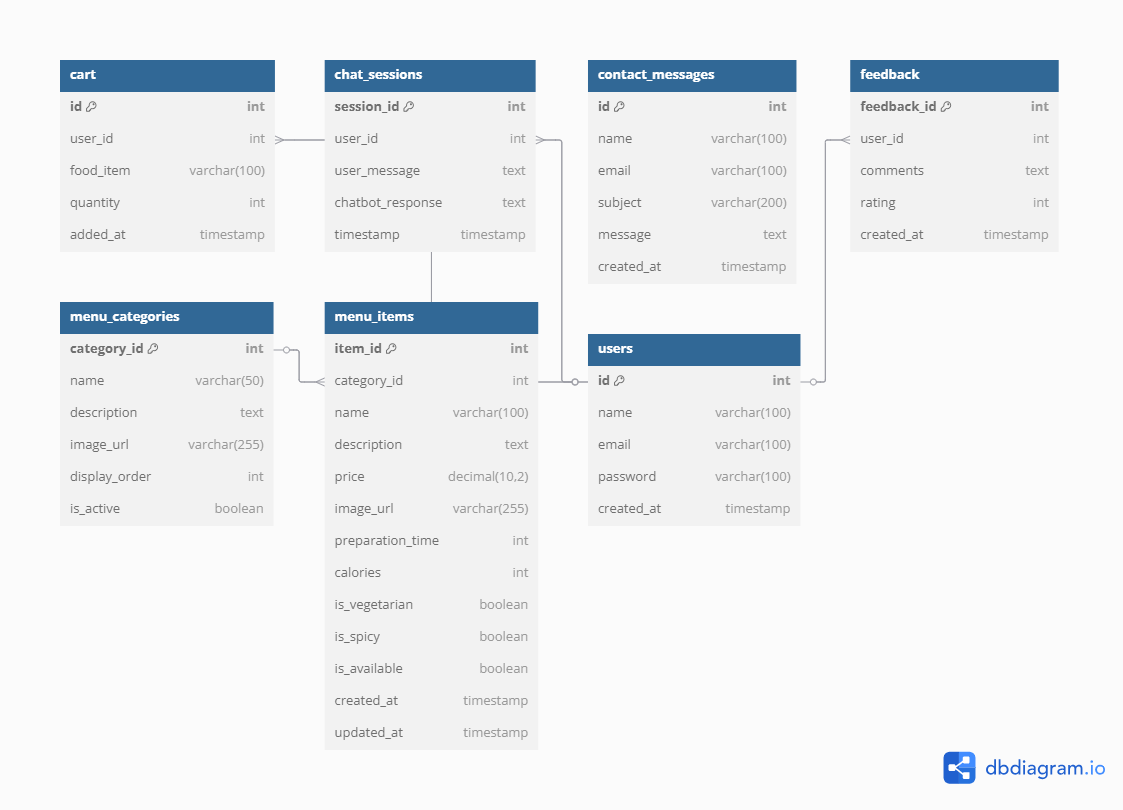 cart
id int
user_id int
food_item varchar(100)
quantity int
added_at timestamp
chat_sessions
session_id int
user_id int
user_message text
chatbot_response text
timestamp timestamp
contact_messages
id int
name varchar(100)
email varchar(100)
subject varchar(200)
message text
created_at timestamp
feedback
feedback_id int
user_id int
comments text
rating int
created_at timestamp
menu_categories
category_id int
name varchar(50)
description text
image_url varchar(255)
display_order int
is_active boolean
menu_items
item_id int
category_id int
name varchar(100)
description text
price decimal(10,2)
image_url varchar(255)
preparation_time int
calories int
is_vegetarian boolean
is_spicy boolean
is_available boolean
created_at timestamp
updated_at timestamp
users
id int
name varchar(100)
email varchar(100)
password varchar(100)
created_at timestamp
dbdiagram.io